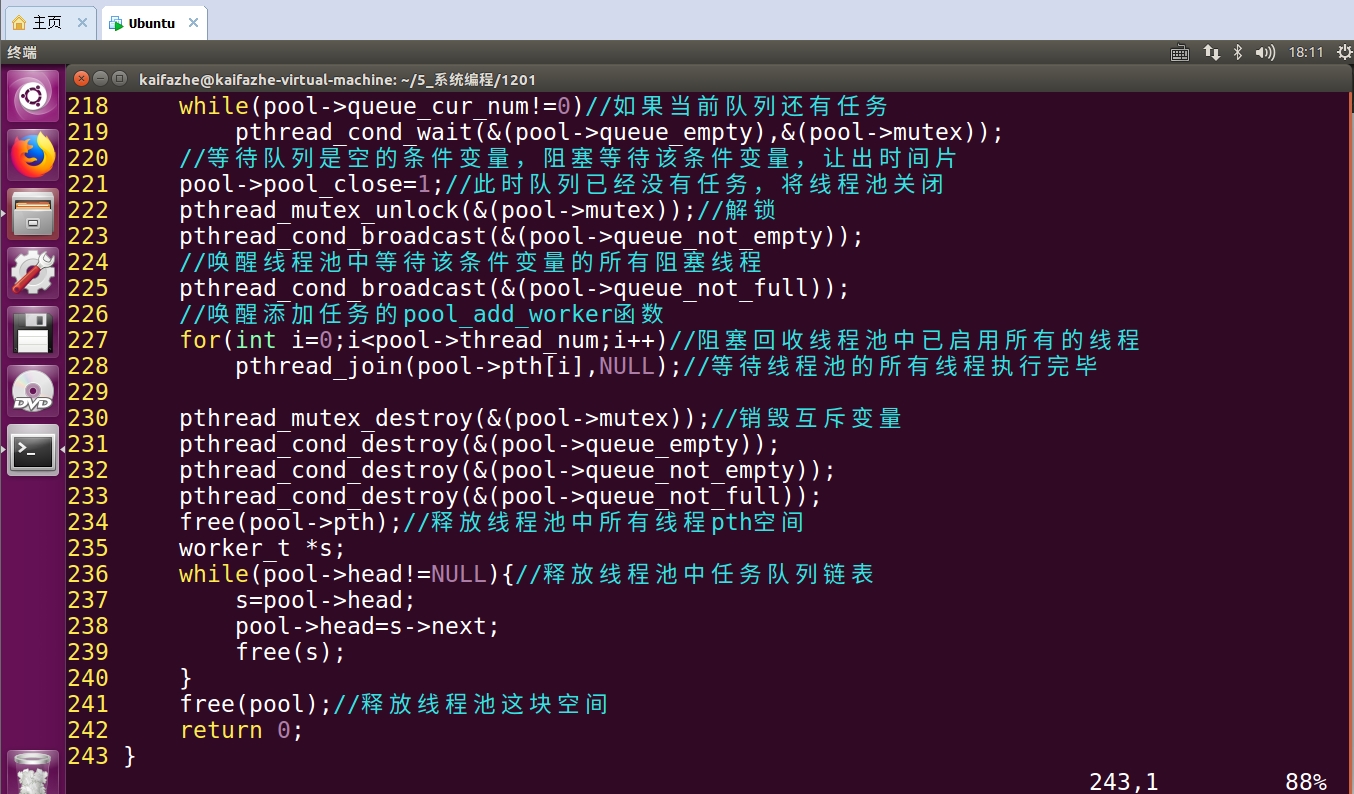 主页
Ubuntu
终端
18:11
kaifazhe@kaifazhe-virtual-machine: ~/5_系统编程/1201
218     while(pool->queue_cur_num!=0)//如果当前队列还有任务
219         pthread_cond_wait(&(pool->queue_empty),&(pool->mutex));
220     //等待队列是空的条件变量，阻塞等待该条件变量，让出时间片
221     pool->pool_close=1;//此时队列已经没有任务，将线程池关闭
222     pthread_mutex_unlock(&(pool->mutex));//解锁
223     pthread_cond_broadcast(&(pool->queue_not_empty));
224     //唤醒线程池中等待该条件变量的所有阻塞线程
225     pthread_cond_broadcast(&(pool->queue_not_full));
226     //唤醒添加任务的pool_add_worker函数
227     for(int i=0;i<pool->thread_num;i++)//阻塞回收线程池中已启用所有的线程
228         pthread_join(pool->pth[i],NULL);//等待线程池的所有线程执行完毕
229
230     pthread_mutex_destroy(&(pool->mutex));//销毁互斥变量
231     pthread_cond_destroy(&(pool->queue_empty));
232     pthread_cond_destroy(&(pool->queue_not_empty));
233     pthread_cond_destroy(&(pool->queue_not_full));
234     free(pool->pth);//释放线程池中所有线程pth空间
235     worker_t *s;
236     while(pool->head!=NULL){//释放线程池中任务队列链表
237         s=pool->head;
238         pool->head=s->next;
239         free(s);
240     }
241     free(pool);//释放线程池这块空间
242     return 0;
243 }
243,1 88%
DVD